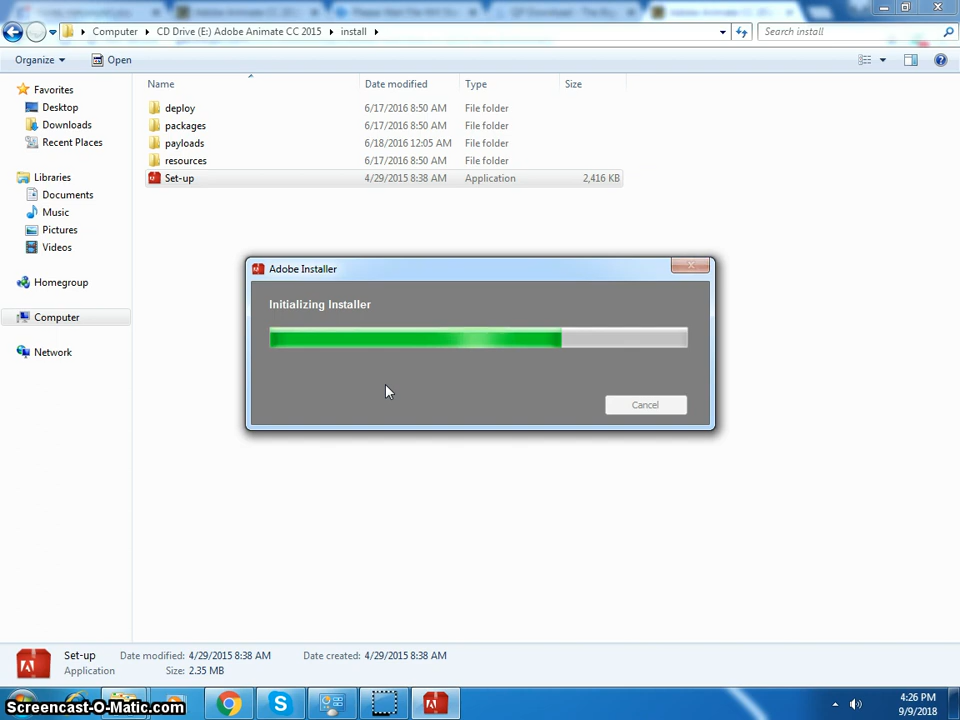 Computer CD Drive (E:) Adobe Animate CC 2015 install
Search install
Organize Open
Name Date modified Type Size
Favorites
Desktop
Downloads
Recent Places
Libraries
Documents
Music
Pictures
Videos
Homegroup
Computer
Network
deploy 6/17/2016 8:50 AM File folder
packages 6/17/2016 8:50 AM File folder
payloads 6/18/2016 12:05 AM File folder
resources 6/17/2016 8:50 AM File folder
Set-up 4/29/2015 8:38 AM Application 2,416 KB
Adobe Installer
Initializing Installer
Cancel
Set-up Date modified: 4/29/2015 8:38 AM Date created: 4/29/2015 8:38 AM
Application Size: 2.35 MB
Screencast-O-Matic.com
4:26 PM
9/9/2018